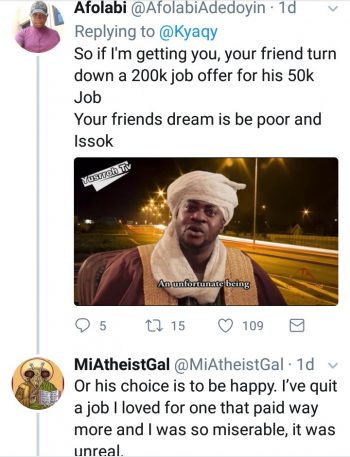 Afolabi @AfolabiAdedoyin · 1d
Replying to @Kyaqy
So if I'm getting you, your friend turn
down a 200k job offer for his 50k
Job
Your friends dream is be poor and
Issok
Yusrroh Tv
An unfortunate being
5 15 109
MiAtheistGal @MiAtheistGal · 1d
Or his choice is to be happy. I've quit
a job I loved for one that paid way
more and I was so miserable, it was
unreal.